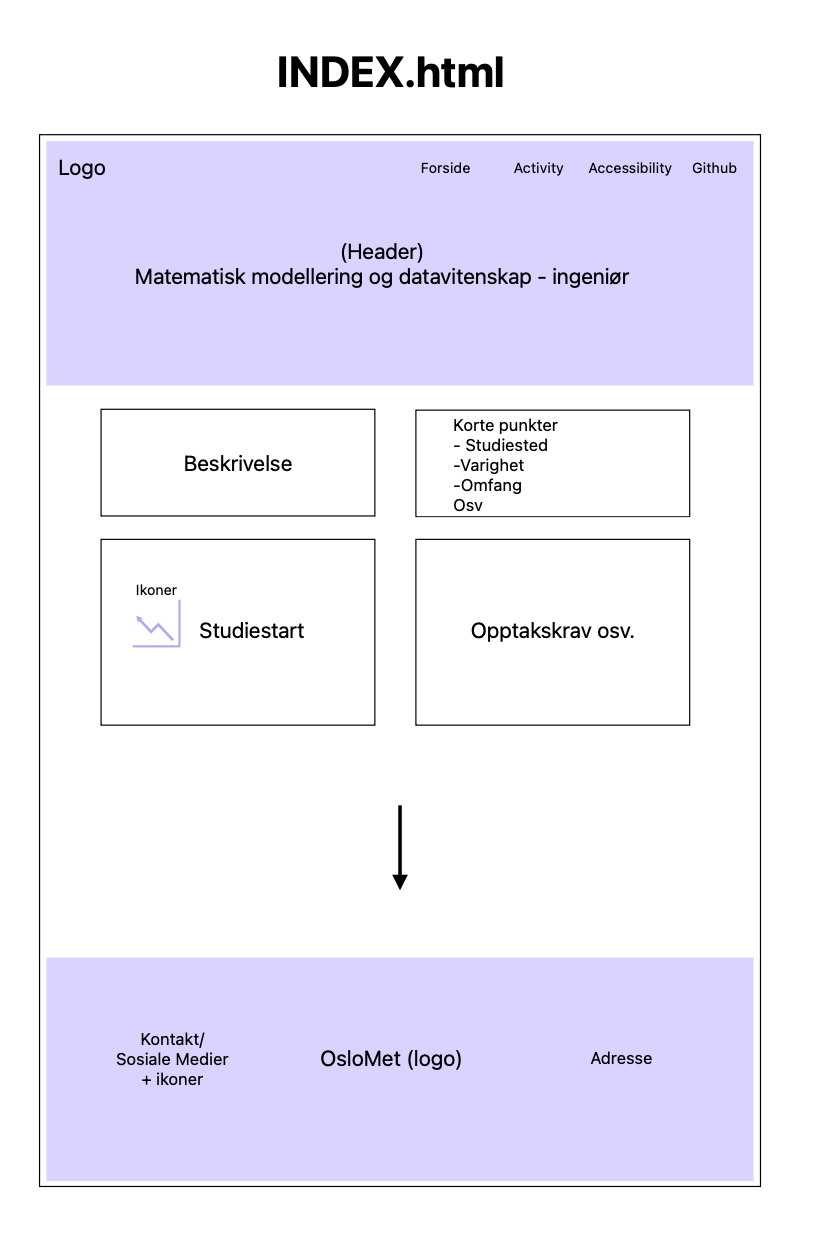 INDEX.html
Logo
Forside
Activity
Accessibility
Github
(Header)
Matematisk modellering og datavitenskap - ingeniør
Beskrivelse
Korte punkter
- Studiested
-Varighet
-Omfang
Osv
Ikoner
Studiestart
Opptakskrav osv.
Kontakt/
Sosiale Medier
+ ikoner
OsloMet (logo)
Adresse